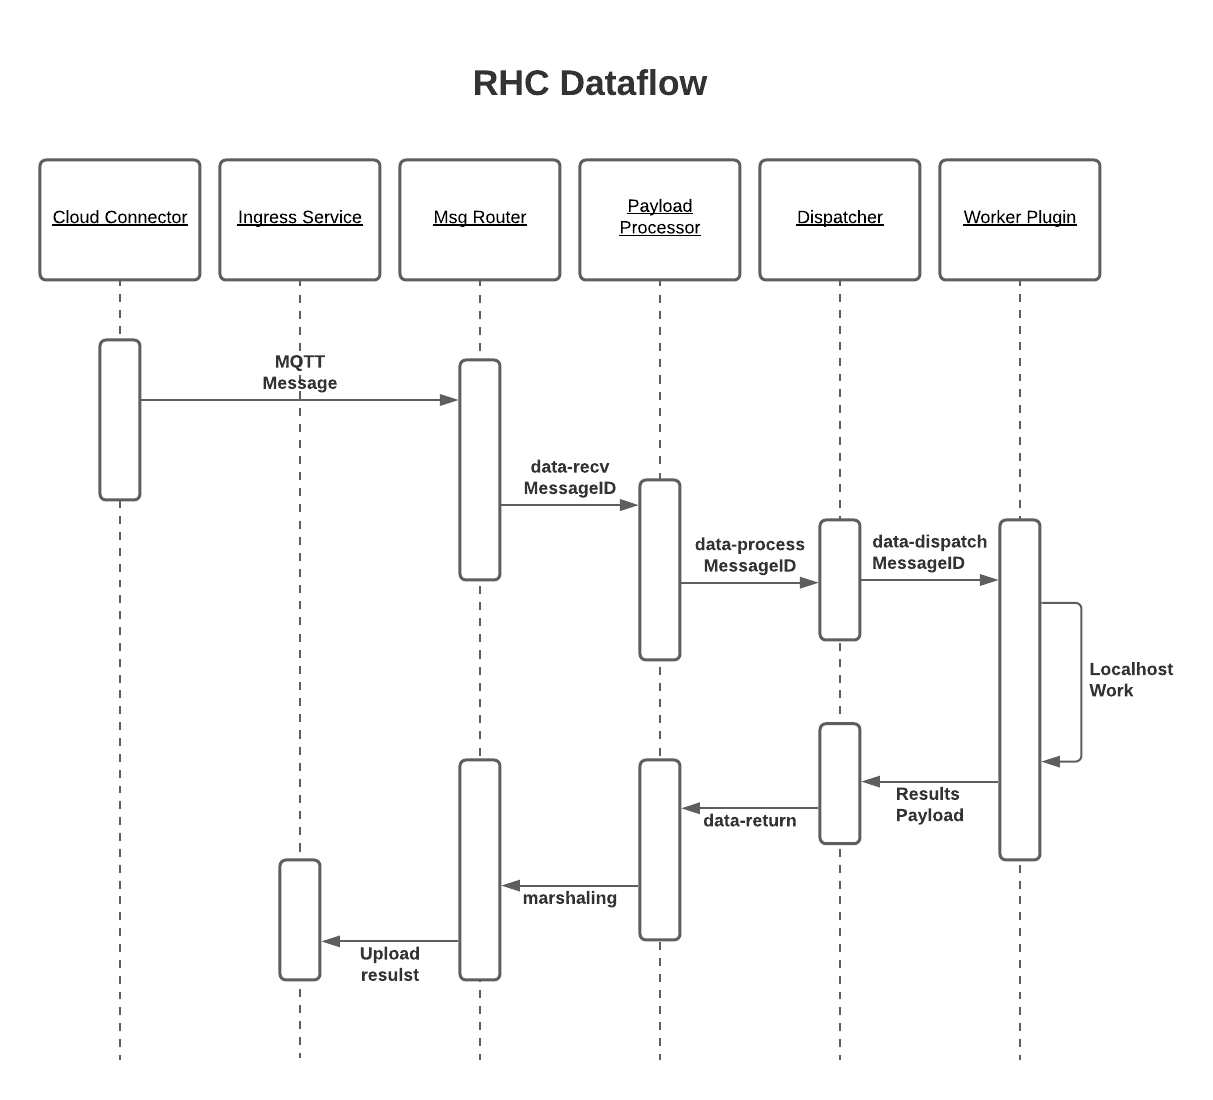 RHC Dataflow
Cloud Connector
Ingress Service
Msg Router
Payload
Processor
Dispatcher
Worker Plugin
MQTT
Message
data-recv
MessageID
data-process
MessageID
data-dispatch
MessageID
Localhost
Work
Results
Payload
data-return
marshaling
Upload
resulst